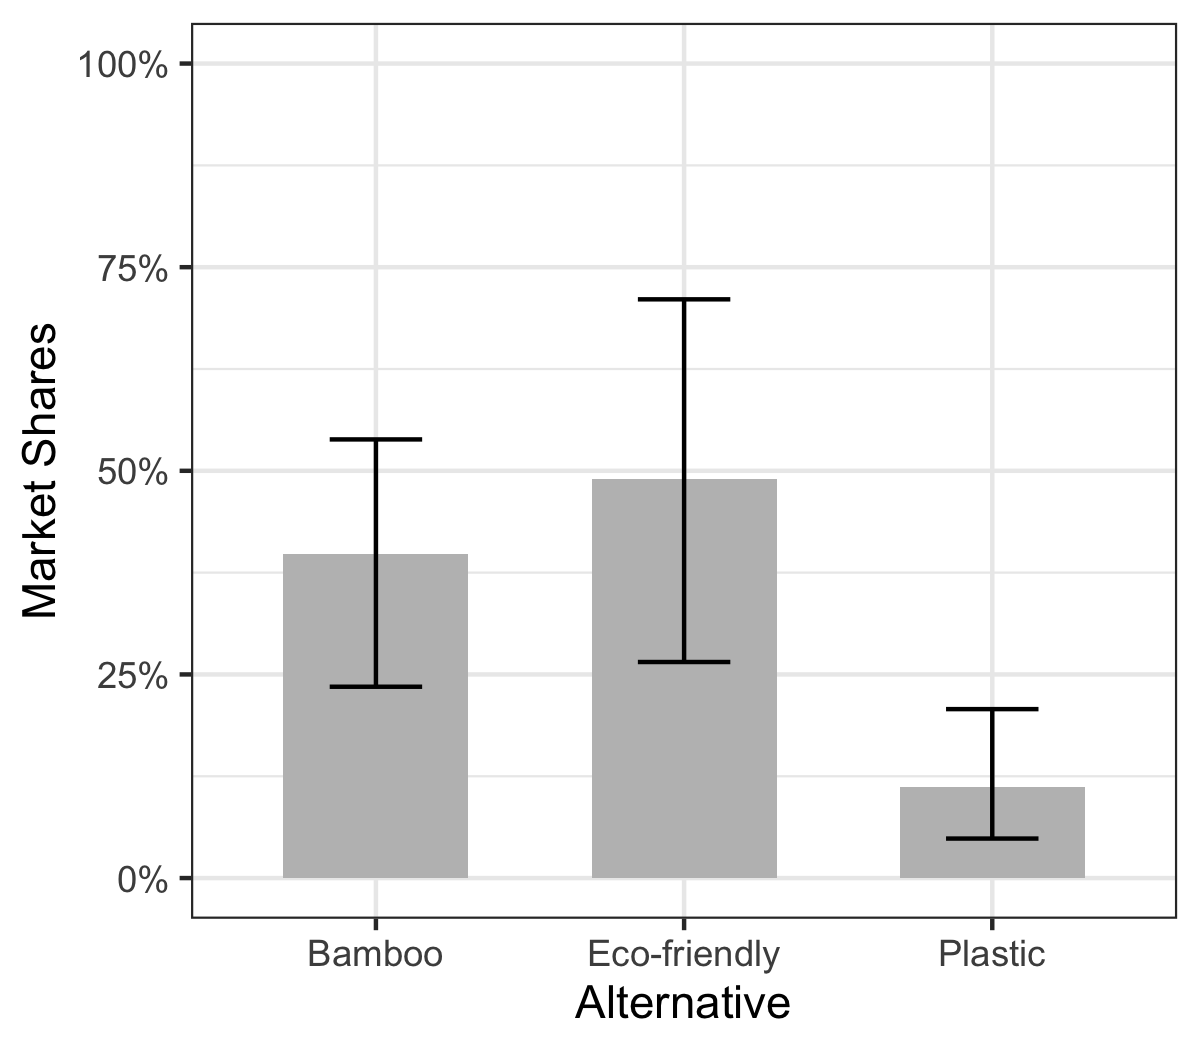 100%
75%
50%
25%
0%
Market Shares
Bamboo
Eco-friendly
Plastic
Alternative